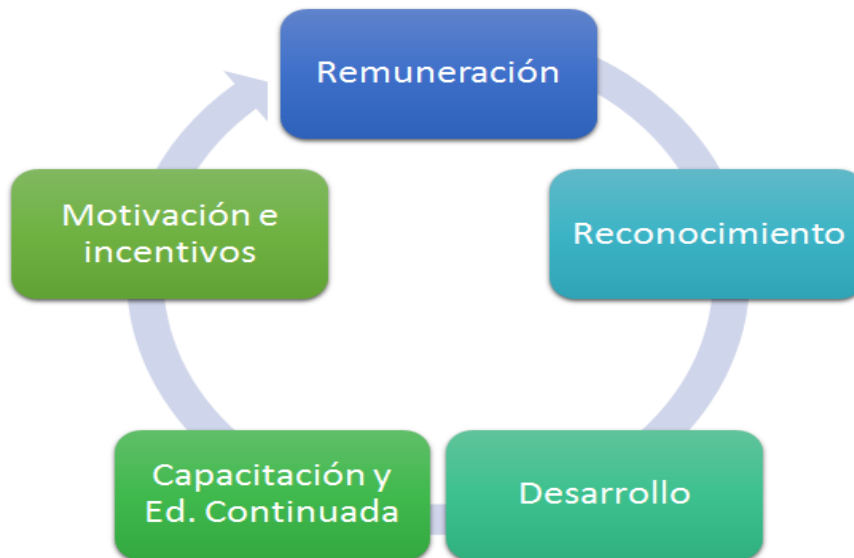 Remuneración
Reconocimiento
Desarrollo
Capacitación y
Ed. Continuada
Motivación e
incentivos